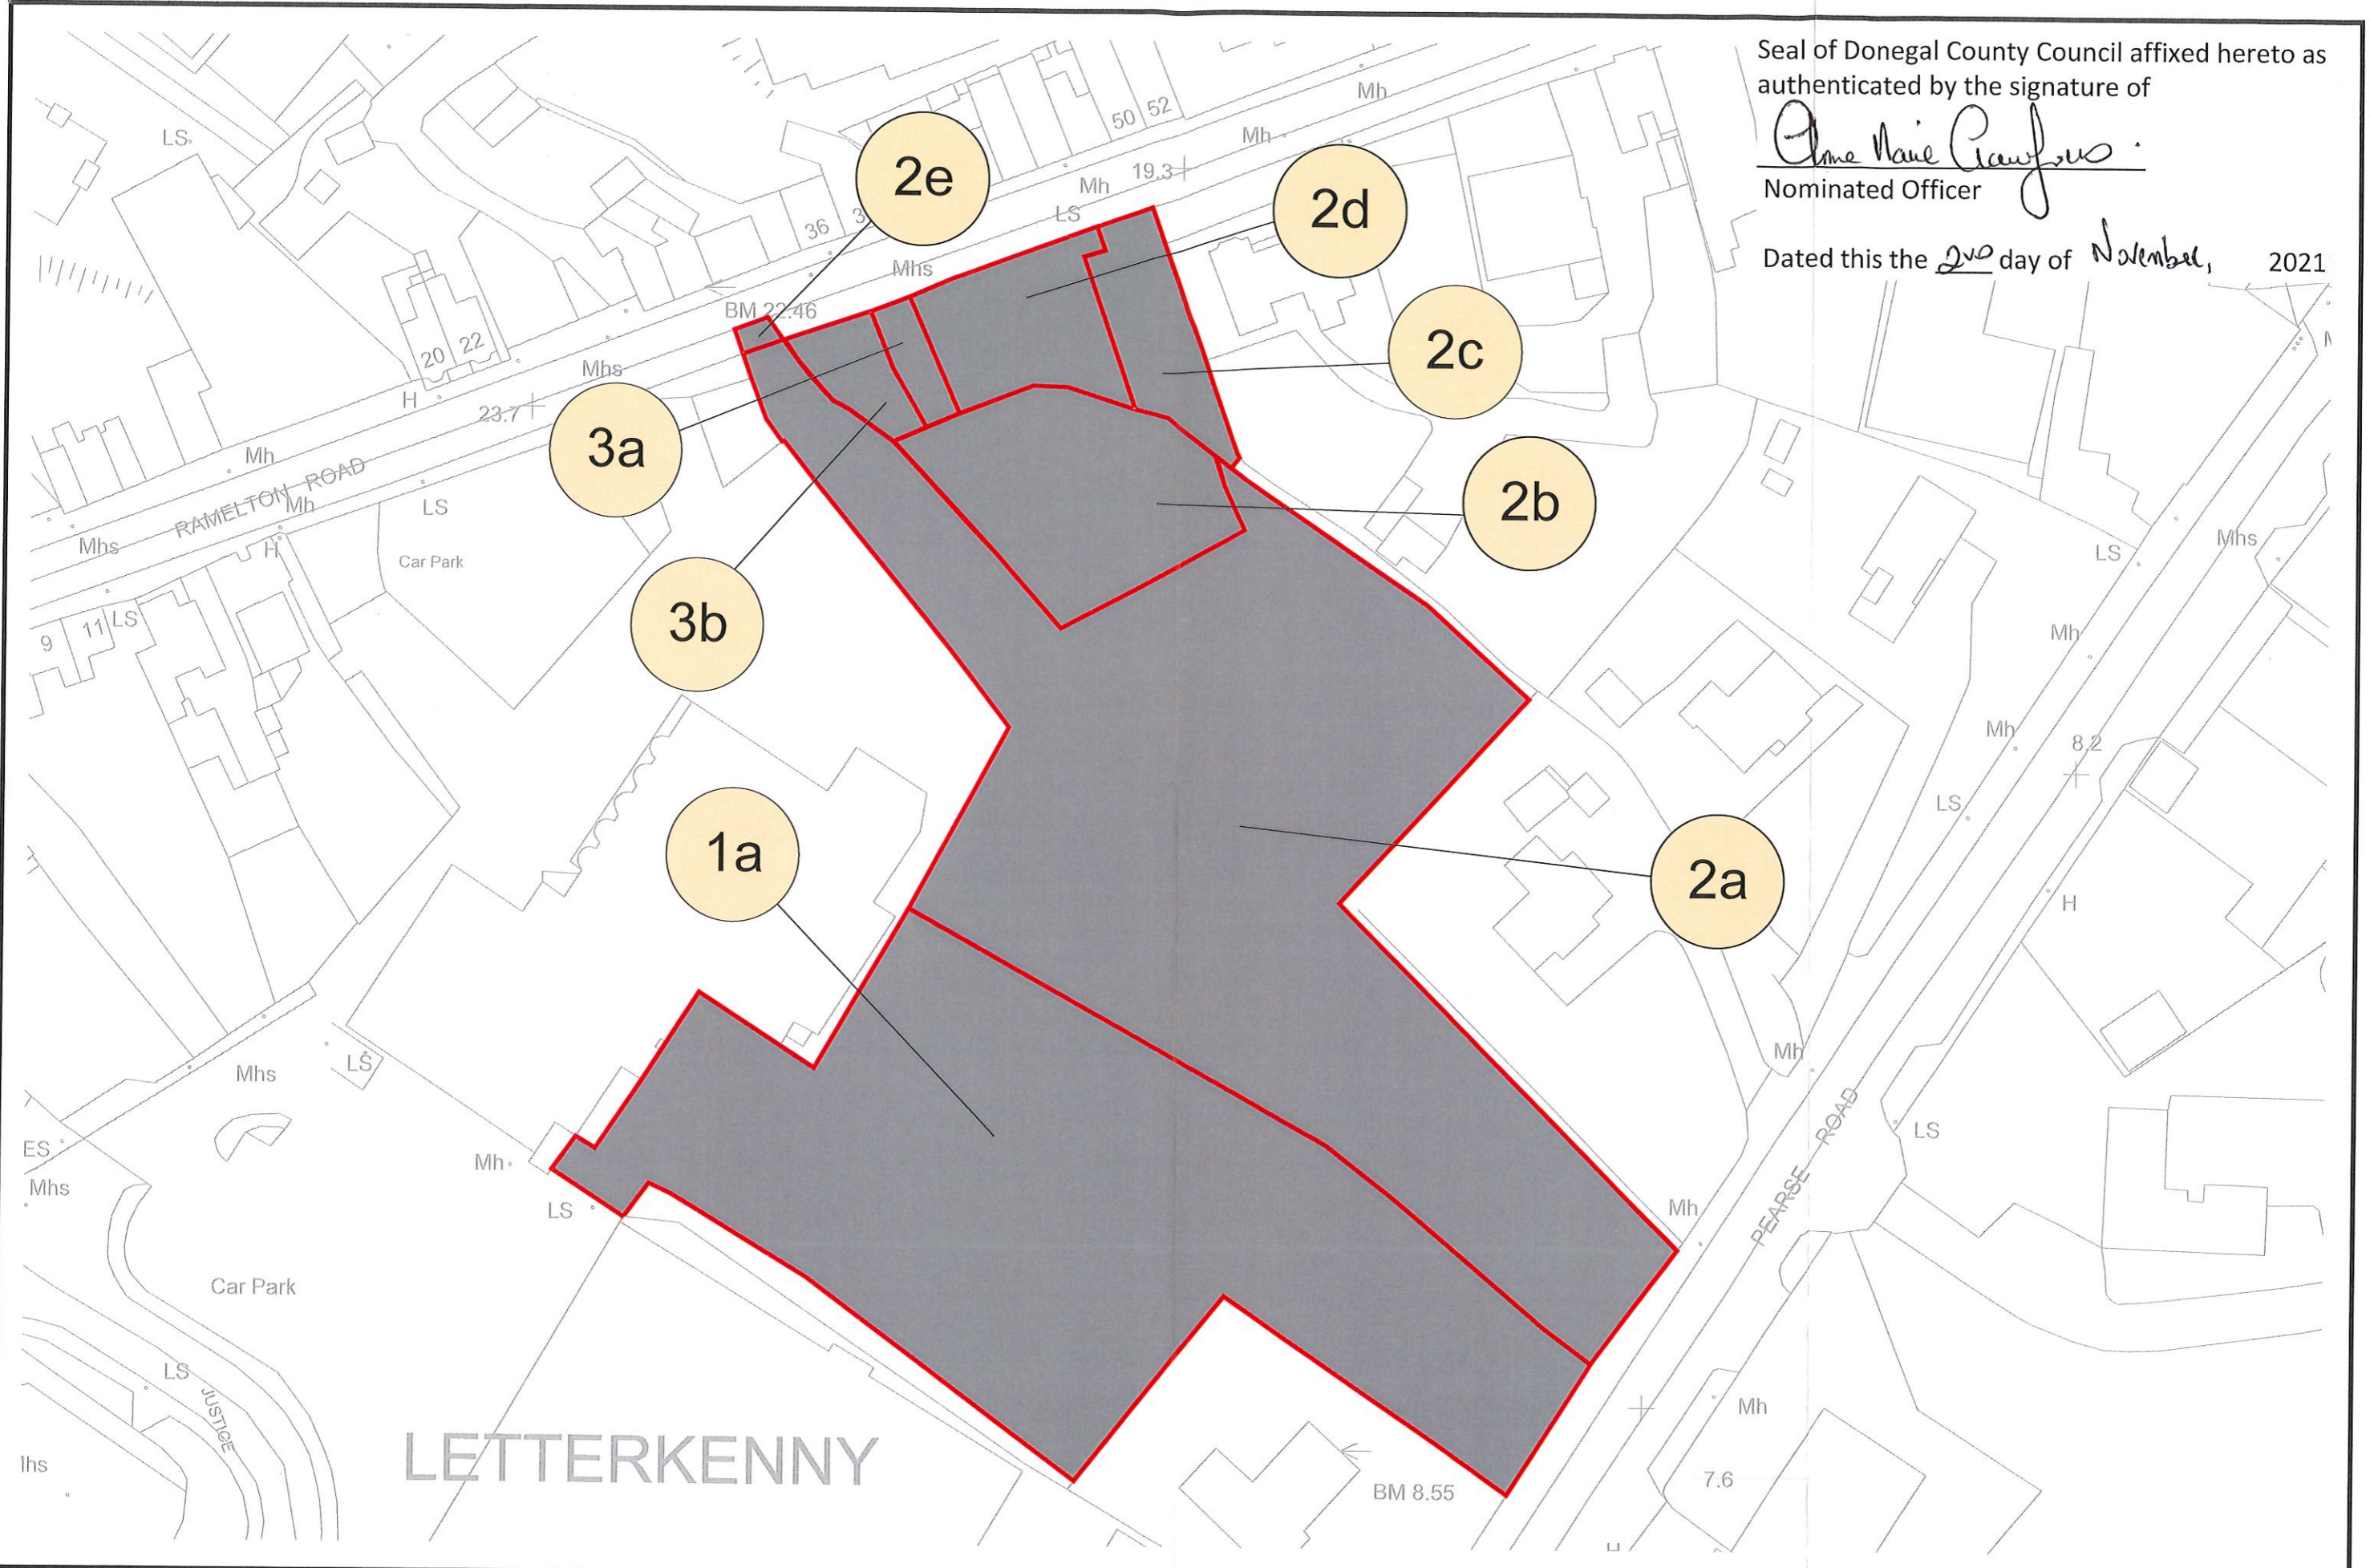 Seal of Donegal County Council affixed hereto as
authenticated by the signature of
Nominated Officer
Dated this the 2nd day of November, 2021
LS
50 52
Mh
Mh
2e
19.3
Mh
2d
LS
36 3
Mhs
BM 22.46
2c
20 22
Mhs
H
23.7
3a
Mh
RAMELTON ROAD
Mh
LS
2b
Mhs
H
Car Park
Mhs
LS
3b
9 11 LS
Mh
Mh
8.2
1a
LS
2a
H
Mh
LS
Mhs
ES
Mhs
Mh
LS
PEARSE ROAD
LS
Mh
Car Park
LS
JUSTICE
LETTERKENNY
Mh
lhs
BM 8.55
7.6
H